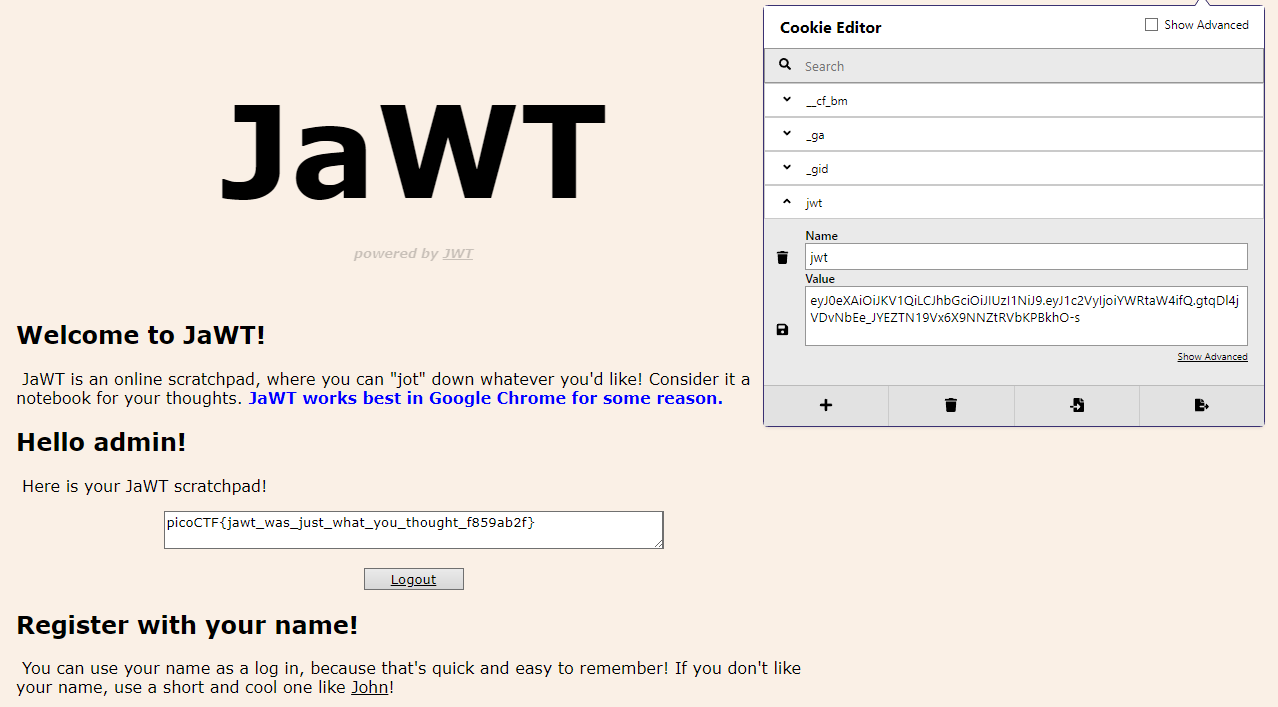 JaWT
powered by JWT
Welcome to JaWT!
JaWT is an online scratchpad, where you can "jot" down whatever you'd like! Consider it a
notebook for your thoughts. JaWT works best in Google Chrome for some reason.
Hello admin!
Here is your JaWT scratchpad!
picoCTF{jawt_was_just_what_you_thought_f859ab2f}
Logout
Register with your name!
You can use your name as a log in, because that's quick and easy to remember! If you don't like
your name, use a short and cool one like John!
Cookie Editor
Show Advanced
Search
__cf_bm
_ga
_gid
jwt
Name
jwt
Value
eyJ0eXAiOiJKV1QiLCJhbGciOiJIUzI1NiJ9.eyJ1c2VyIjoiYWRtaW4ifQ.gtqDl4j
VDvNbEe_JYEZTN19Vx6X9NNZtRVbKPBkhO-s
Show Advanced